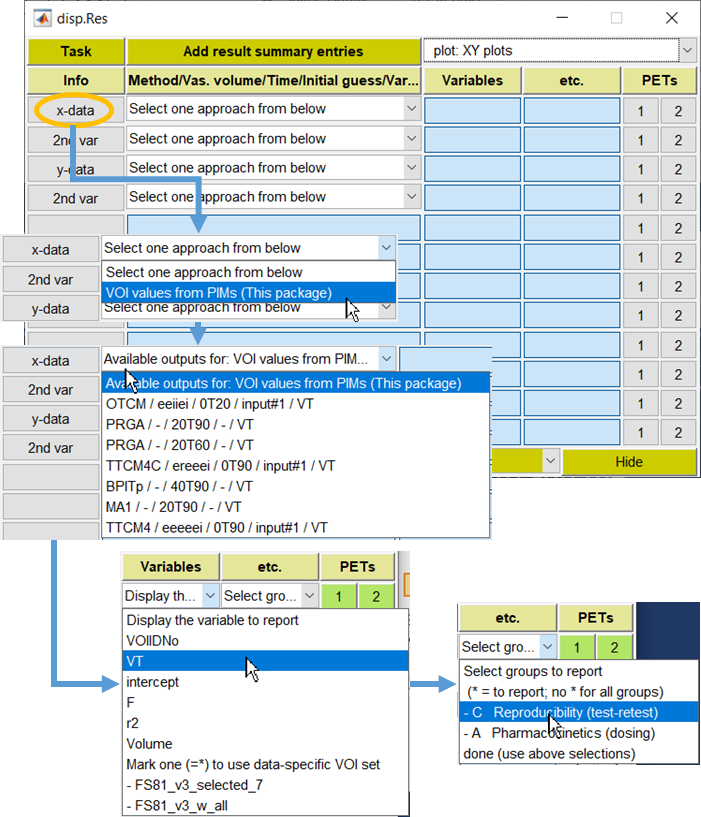 disp.Res
Task Add result summary entries plot: XY plots
Info Method/Vas. volume/Time/Initial guess/Var... Variables etc. PETs
x-data Select one approach from below 1 2
2nd var Select one approach from below 1 2
y-data Select one approach from below 1 2
2nd var Select one approach from below 1 2
1 2
x-data Select one approach from below 1 2
Select one approach from below
2nd var VOI values from PIMs (This package) 1 2
y-data Select one approach from below 1 2
1 2
x-data Available outputs for: VOI values from PIM... 1 2
2nd var Available outputs for: VOI values from PIMs (This package) 1 2
OTCM / eeiiei / 0T20 / input#1 / VT
y-data PRGA / - / 20T90 / - / VT 1 2
2nd var PRGA / - / 20T60 / - / VT
TTCM4C / ereeei / 0T90 / input#1 / VT Hide
BPITp / - / 40T90 / - / VT
MA1 / - / 20T90 / - / VT
TTCM4 / eeeeei / 0T90 / input#1 / VT
Variables etc. PETs
Display th... Select gro... 1 2
Display the variable to report
VOIIDNo
VT
intercept
F
r2
Volume
Mark one (=*) to use data-specific VOI set
- FS81_v3_selected_7
- FS81_v3_w_all
etc. PETs
Select gro... 1 2
Select groups to report
(* = to report; no * for all groups)
- C Reproducibility (test-retest)
- A Pharmacokinetics (dosing)
done (use above selections)